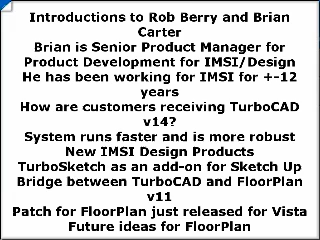 Introductions to Rob Berry and Brian
Carter
Brian is Senior Product Manager for
Product Development for IMSI/Design
He has been working for IMSI for +-12
years
How are customers receiving TurboCAD
v14?
System runs faster and is more robust
New IMSI Design Products
TurboSketch as an add-on for Sketch Up
Bridge between TurboCAD and FloorPlan
v11
Patch for FloorPlan just released for Vista
Future ideas for FloorPlan